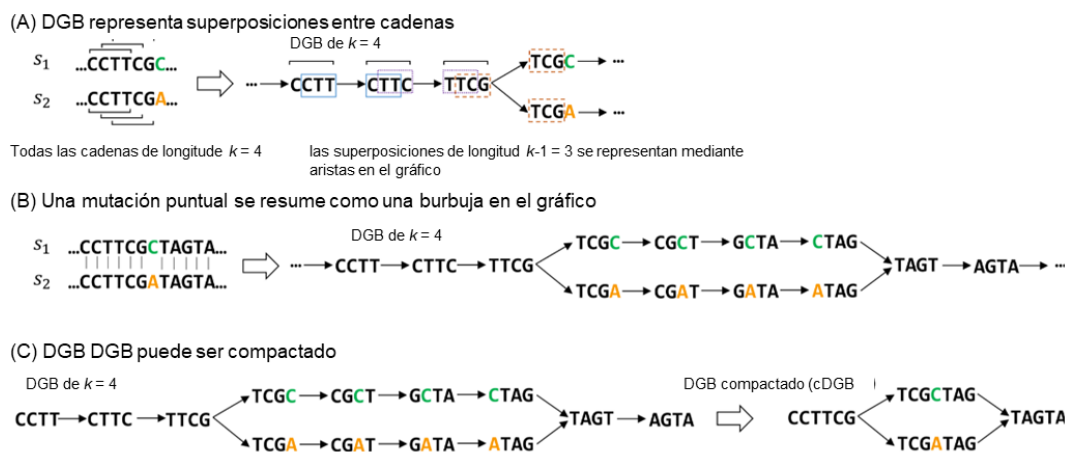 (A) DGB representa superposiciones entre cadenas
DGB de k = 4
S1 ...CCTTCGC...
S2 ...CCTTCGA...
... CCTT CTTC TTCG
TCGC ...
TCGA ...
Todas las cadenas de longitude k = 4
las superposiciones de longitud k-1 = 3 se representan mediante
aristas en el gráfico
(B) Una mutación puntual se resume como una burbuja en el gráfico
DGB de k = 4
S1 ...CCTTCGCTAGTA...
S2 ...CCTTCGATAGTA...
... CCTT CTTC TTCG
TCGC CGCT GCTA CTAG
TCGA CGAT GATA ATAG
TAGT AGTA ...
(C) DGB DGB puede ser compactado
DGB de k = 4
CCTT CTTC TTCG
TCGC CGCT GCTA CTAG
TCGA CGAT GATA ATAG
TAGT AGTA
DGB compactado (cDGB )
CCTTCG
TCGCTAG
TCGATAG
TAGTA